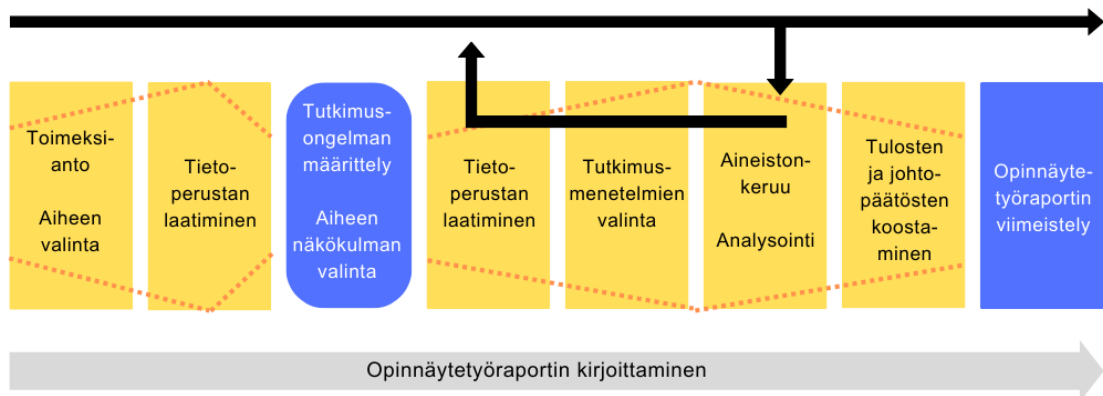 Toimeksi-
anto
Aiheen
valinta
Tieto-
perustan
laatiminen
Tutkimus-
ongelman
määrittely
Aiheen
näkökulman
valinta
Tieto-
perustan
laatiminen
Tutkimus-
menetelmien
valinta
Aineiston-
keruu
Analysointi
Tulosten
ja johto-
päätösten
koosta-
minen
Opinnäyte-
työraportin
viimeistely
Opinnäytetyöraportin kirjoittaminen